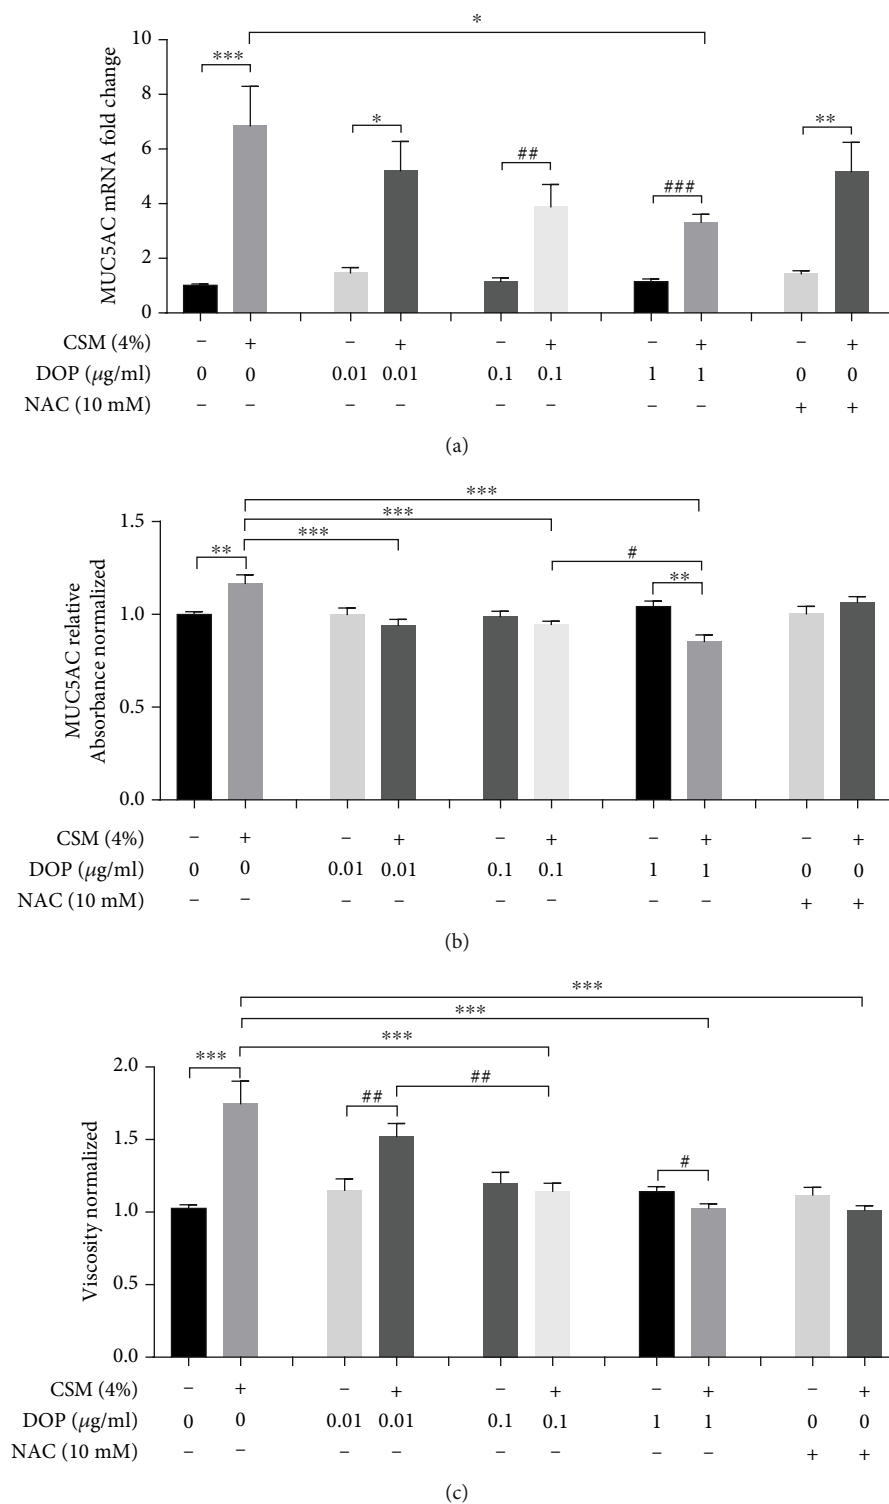 *
10
***
8
**
*
6
##
###
4
2
0
MUC5AC mRNA fold change
CSM (4%) – + – + – + – + – +
DOP (μg/ml) 0 0 0.01 0.01 0.1 0.1 1 1 0 0
NAC (10 mM) – – – – – – – – + +
(a)
***
1.5
***
***
#
**
**
1.0
0.5
0.0
MUC5AC relative
Absorbance normalized
CSM (4%) – + – + – + – + – +
DOP (μg/ml) 0 0 0.01 0.01 0.1 0.1 1 1 0 0
NAC (10 mM) – – – – – – – – + +
(b)
***
***
***
2.0
***
##
##
1.5
#
1.0
0.5
0.0
Viscosity normalized
CSM (4%) – + – + – + – + – +
DOP (μg/ml) 0 0 0.01 0.01 0.1 0.1 1 1 0 0
NAC (10 mM) – – – – – – – – + +
(c)